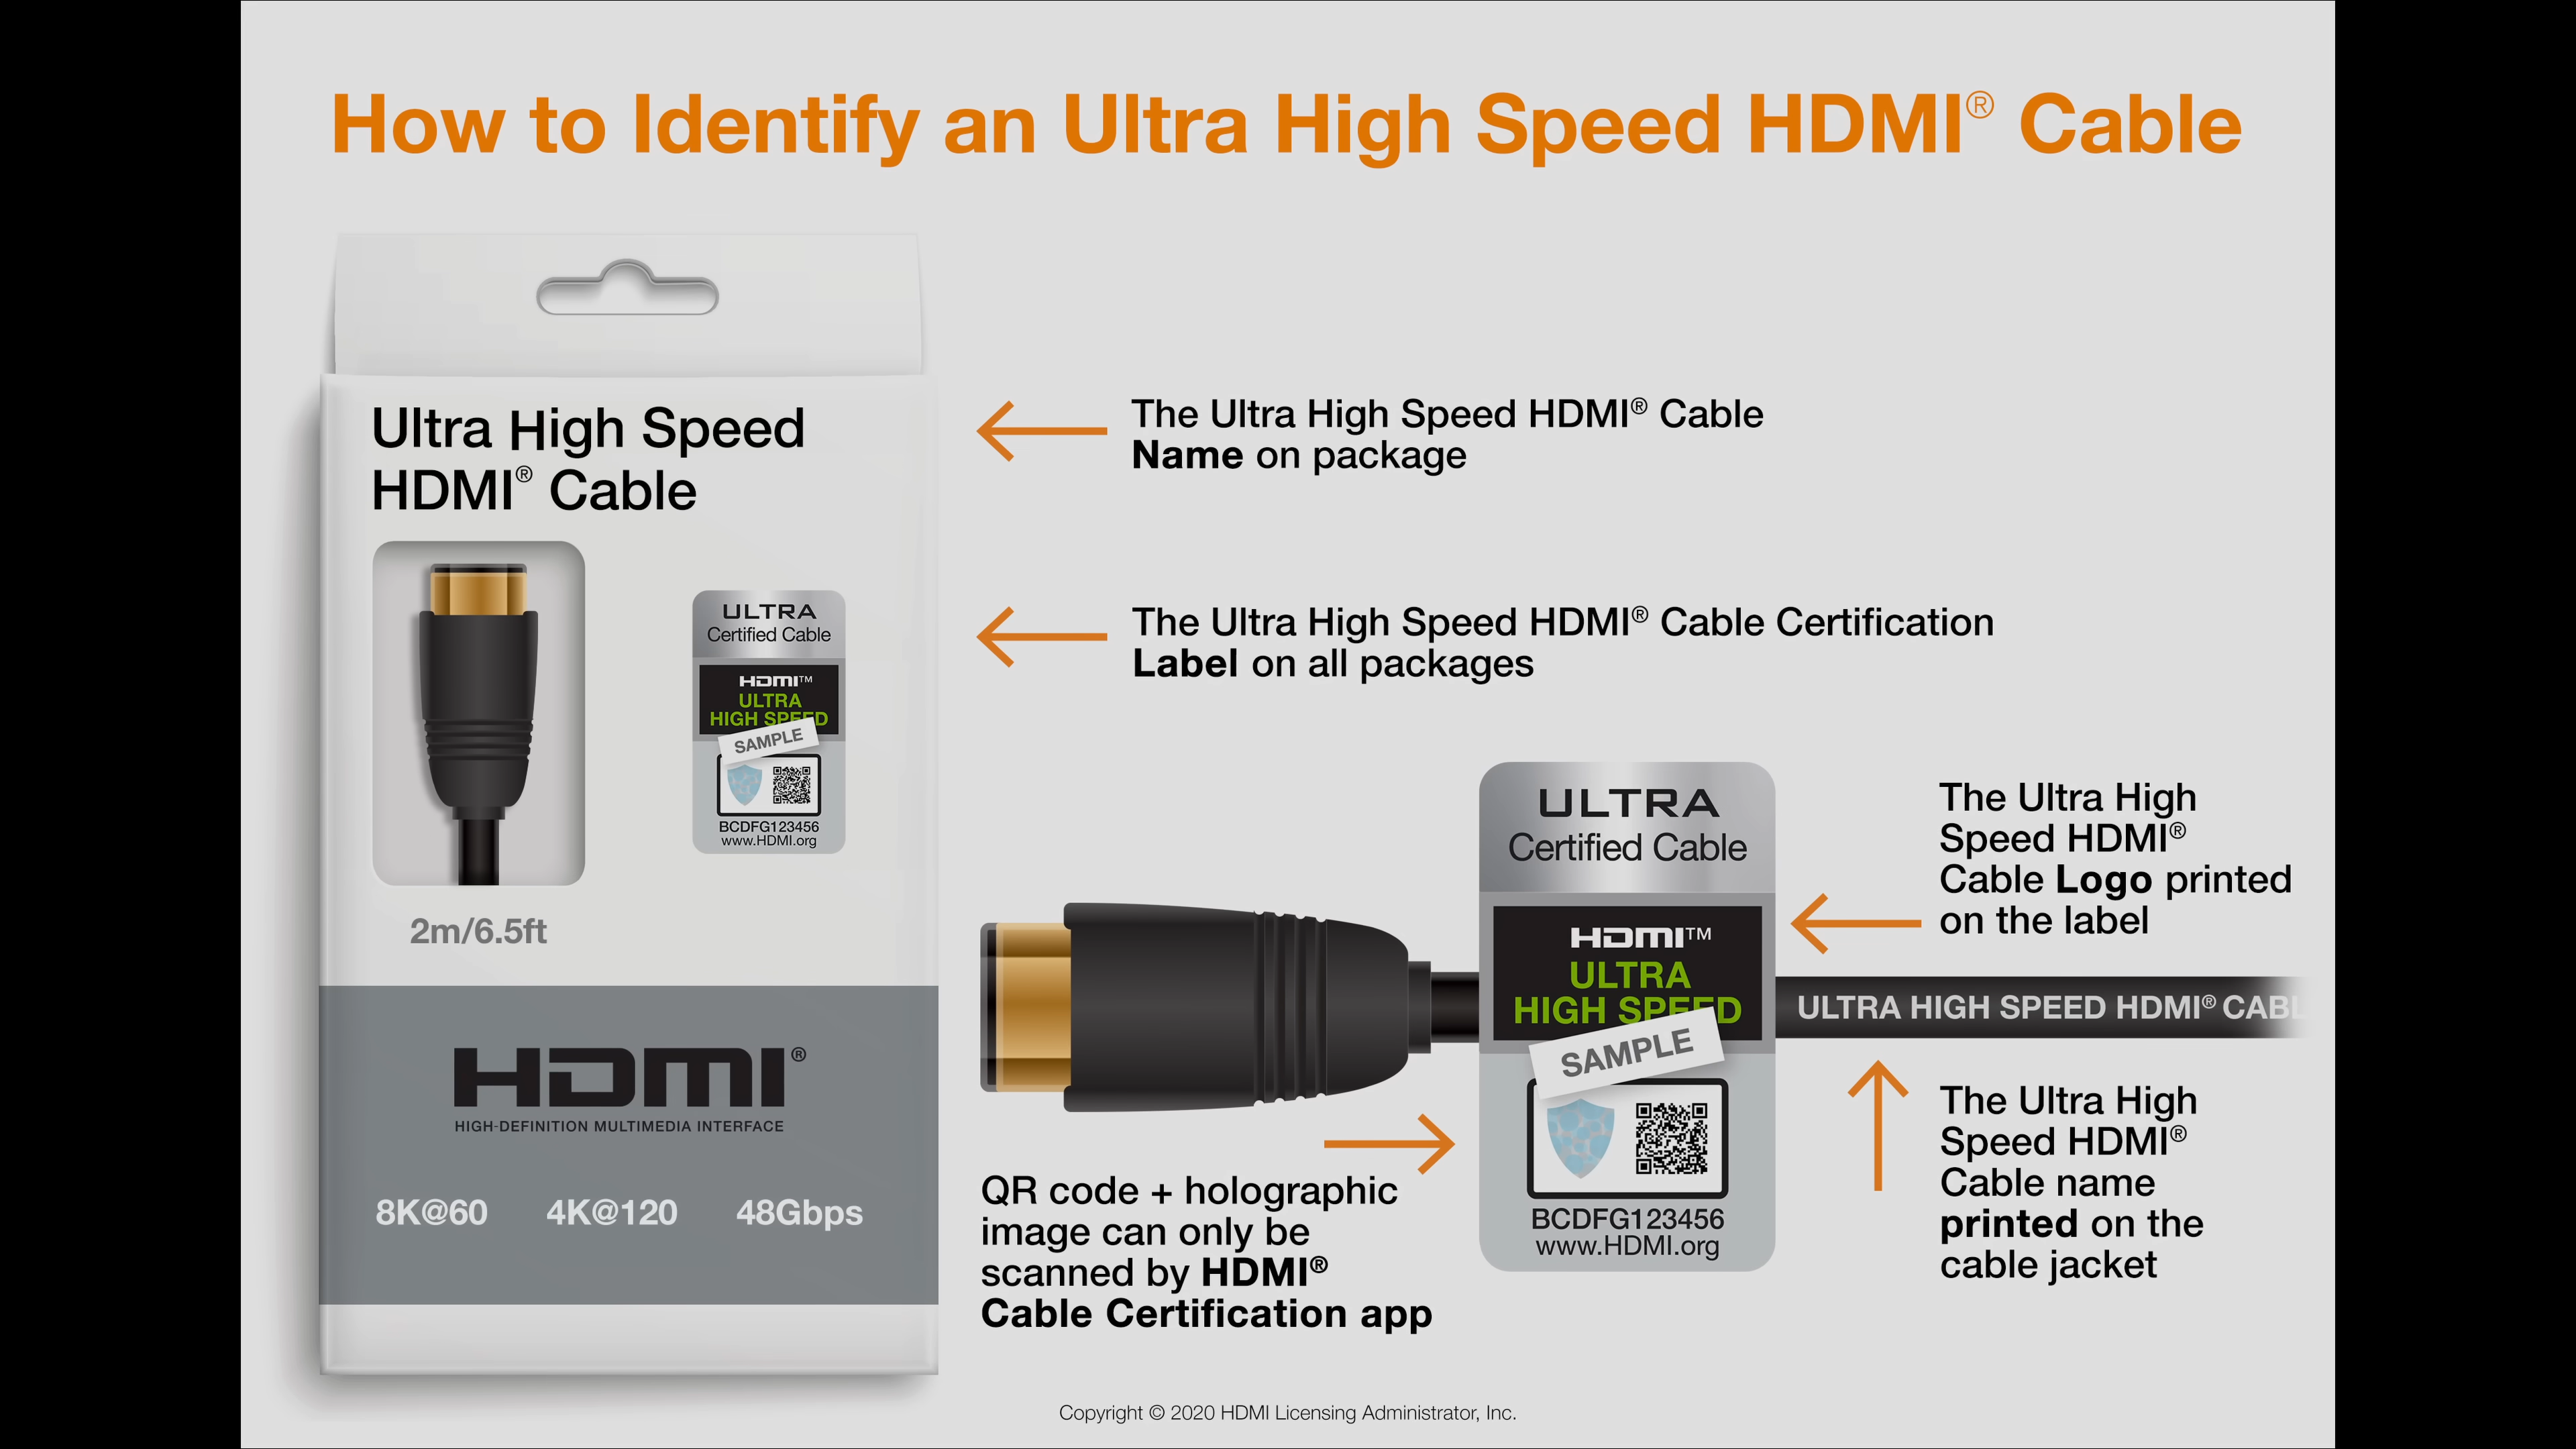 How to Identify an Ultra High Speed HDMI® Cable
Ultra High Speed
HDMI® Cable
ULTRA
Certified Cable
HDMI™
ULTRA
HIGH SPEED
SAMPLE
BCDFG123456
www.HDMI.org
2m/6.5ft
HDMI®
HIGH-DEFINITION MULTIMEDIA INTERFACE
8K@60 4K@120 48Gbps
The Ultra High Speed HDMI® Cable
Name on package
The Ultra High Speed HDMI® Cable Certification
Label on all packages
ULTRA
Certified Cable
HDMI™
ULTRA
HIGH SPEED
SAMPLE
BCDFG123456
www.HDMI.org
The Ultra High
Speed HDMI®
Cable Logo printed
on the label
ULTRA HIGH SPEED HDMI® CABL
The Ultra High
Speed HDMI®
Cable name
printed on the
cable jacket
QR code + holographic
image can only be
scanned by HDMI®
Cable Certification app
Copyright © 2020 HDMI Licensing Administrator, Inc.